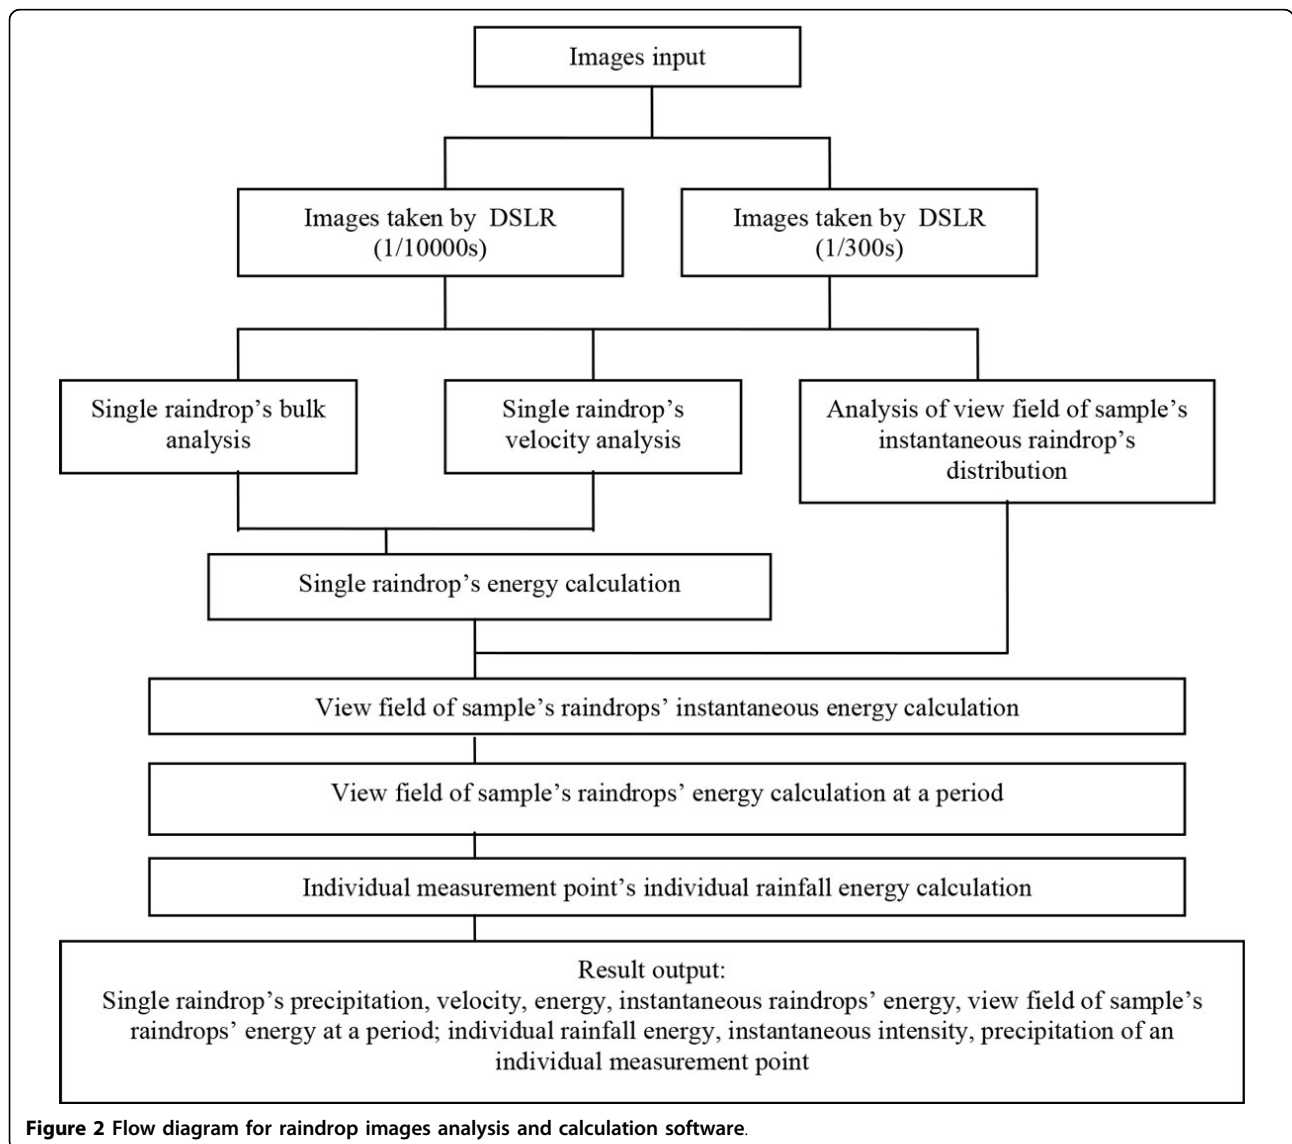 Images input
Images taken by DSLR
(1/10000s)
Images taken by DSLR
(1/300s)
Single raindrop’s bulk
analysis
Single raindrop’s
velocity analysis
Analysis of view field of sample’s
instantaneous raindrop’s
distribution
Single raindrop’s energy calculation
View field of sample’s raindrops’ instantaneous energy calculation
View field of sample’s raindrops’ energy calculation at a period
Individual measurement point’s individual rainfall energy calculation
Result output:
Single raindrop’s precipitation, velocity, energy, instantaneous raindrops’ energy, view field of sample’s
raindrops’ energy at a period; individual rainfall energy, instantaneous intensity, precipitation of an
individual measurement point
Figure 2 Flow diagram for raindrop images analysis and calculation software.